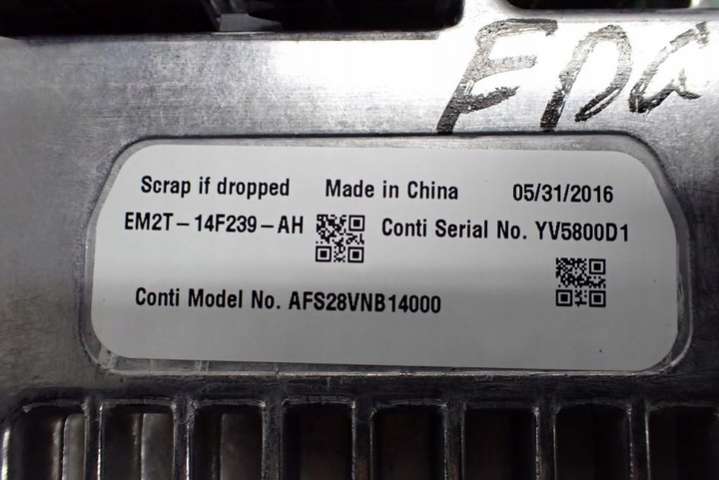 EDG
Scrap if dropped Made in China 05/31/2016
EM2T-14F239-AH Conti Serial No. YV5800D1
Conti Model No. AFS28VNB14000